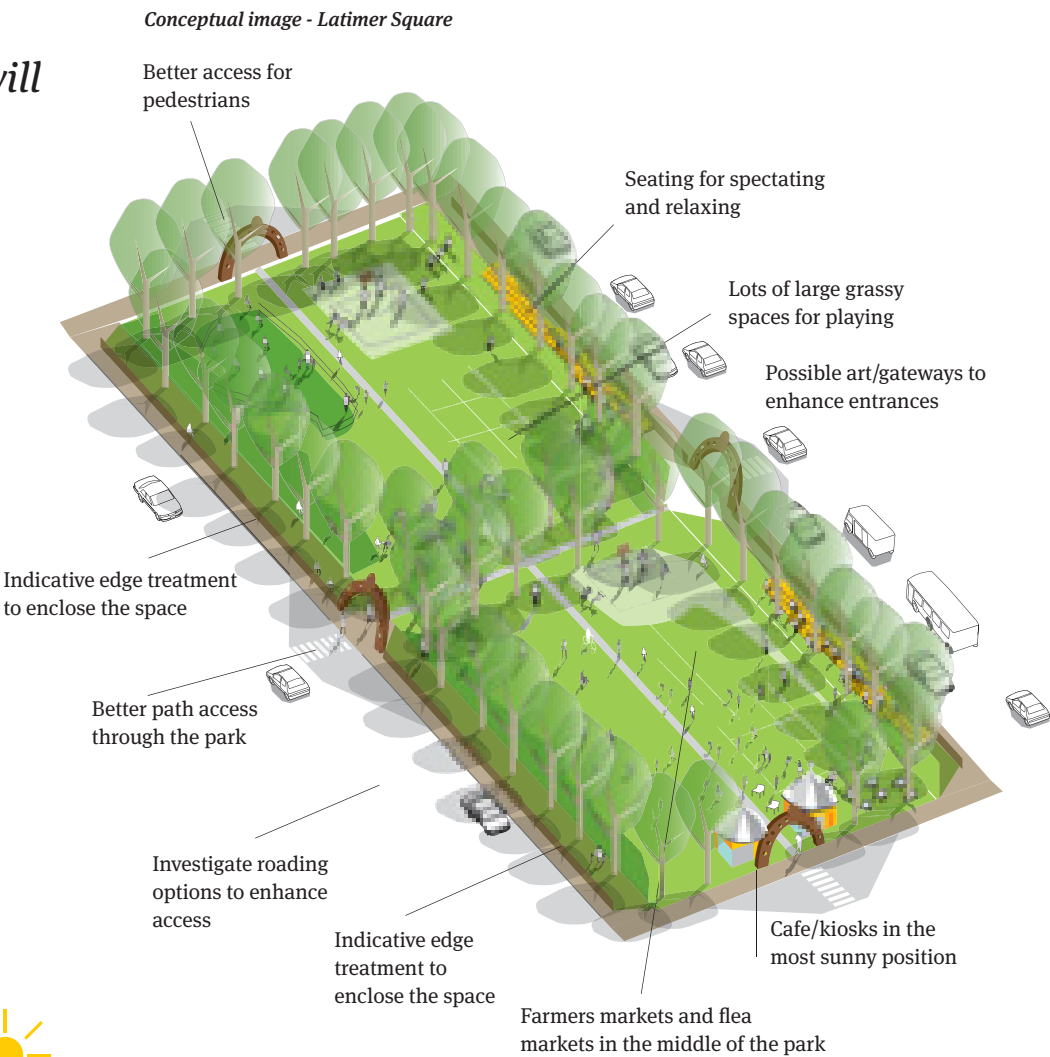 Conceptual image - Latimer Square
Better access for
pedestrians
Seating for spectating
and relaxing
Lots of large grassy
spaces for playing
Possible art/gateways to
enhance entrances
Indicative edge treatment
to enclose the space
Better path access
through the park
Investigate roading
options to enhance
access
Indicative edge
treatment to
enclose the space
Cafe/kiosks in the
most sunny position
Farmers markets and flea
markets in the middle of the park